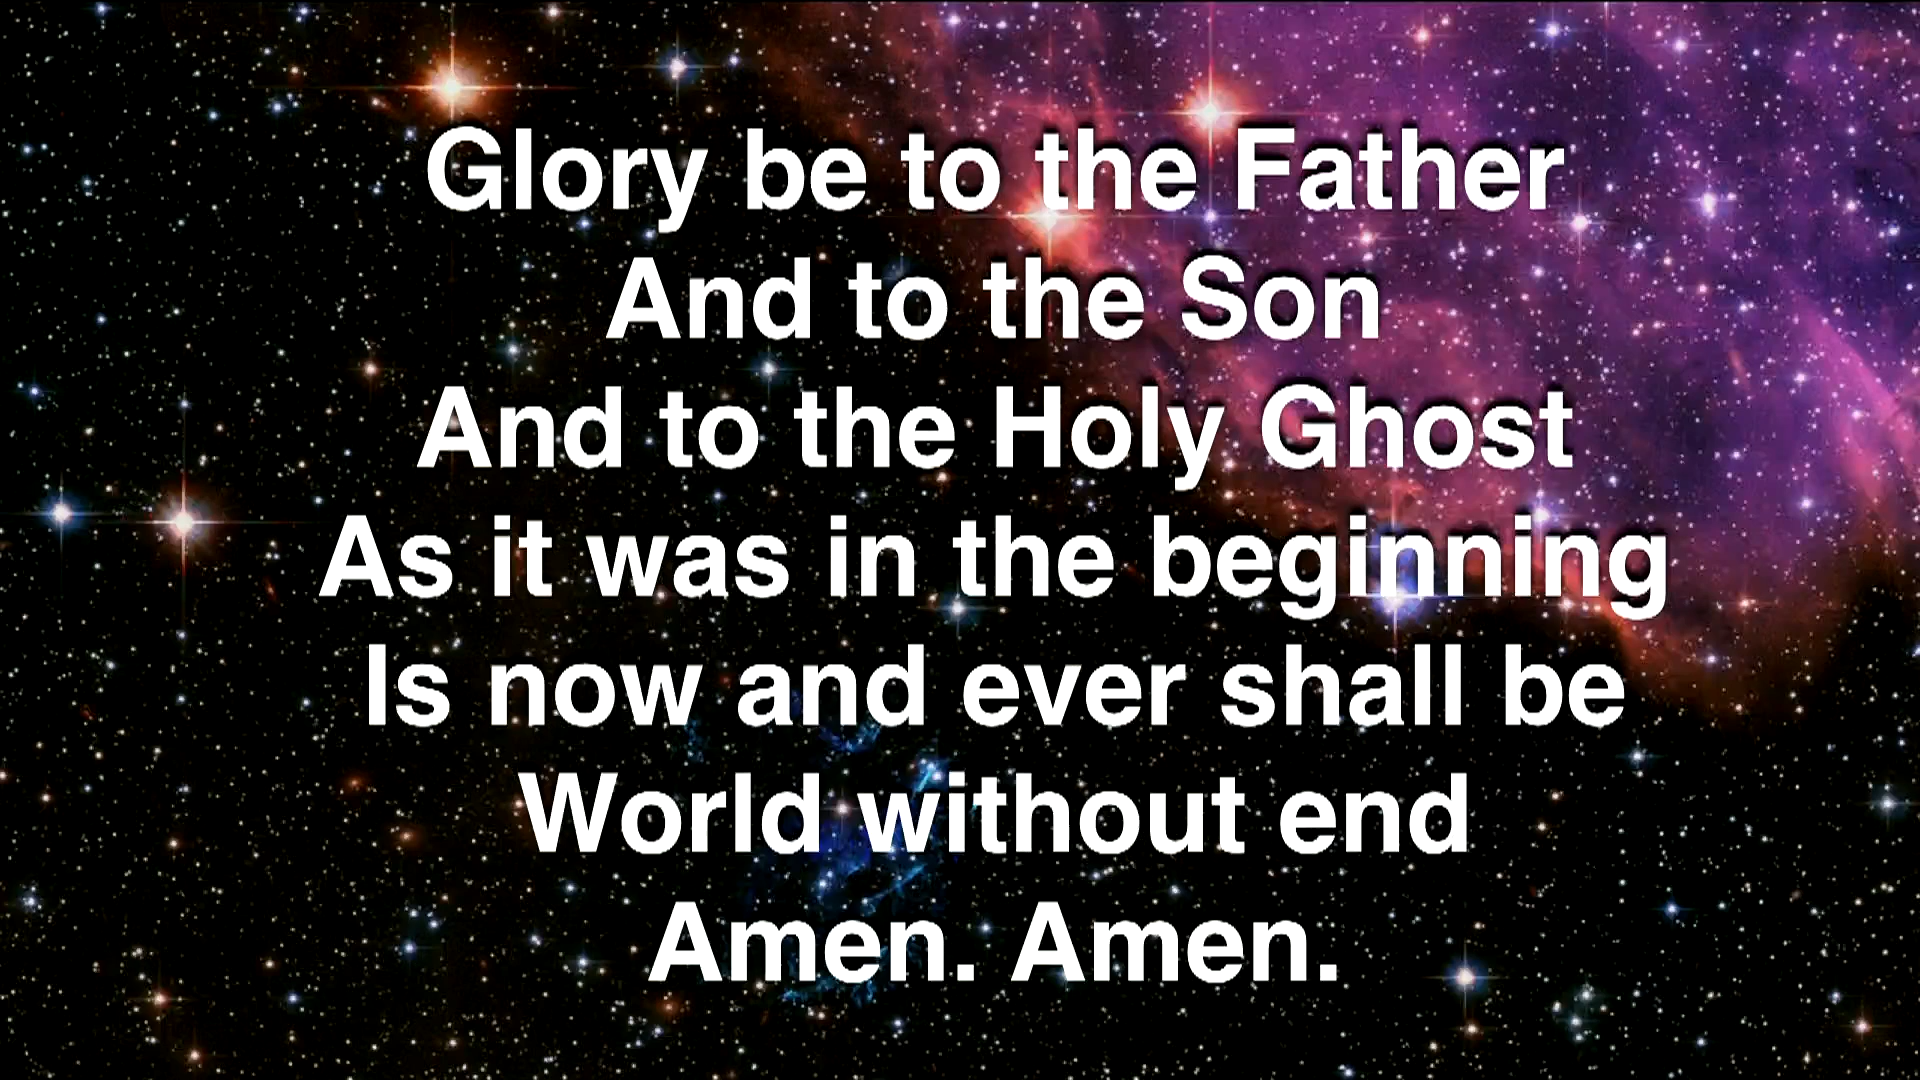 Glory be to the Father
And to the Son
And to the Holy Ghost
As it was in the beginning
Is now and ever shall be
World without end
Amen. Amen.